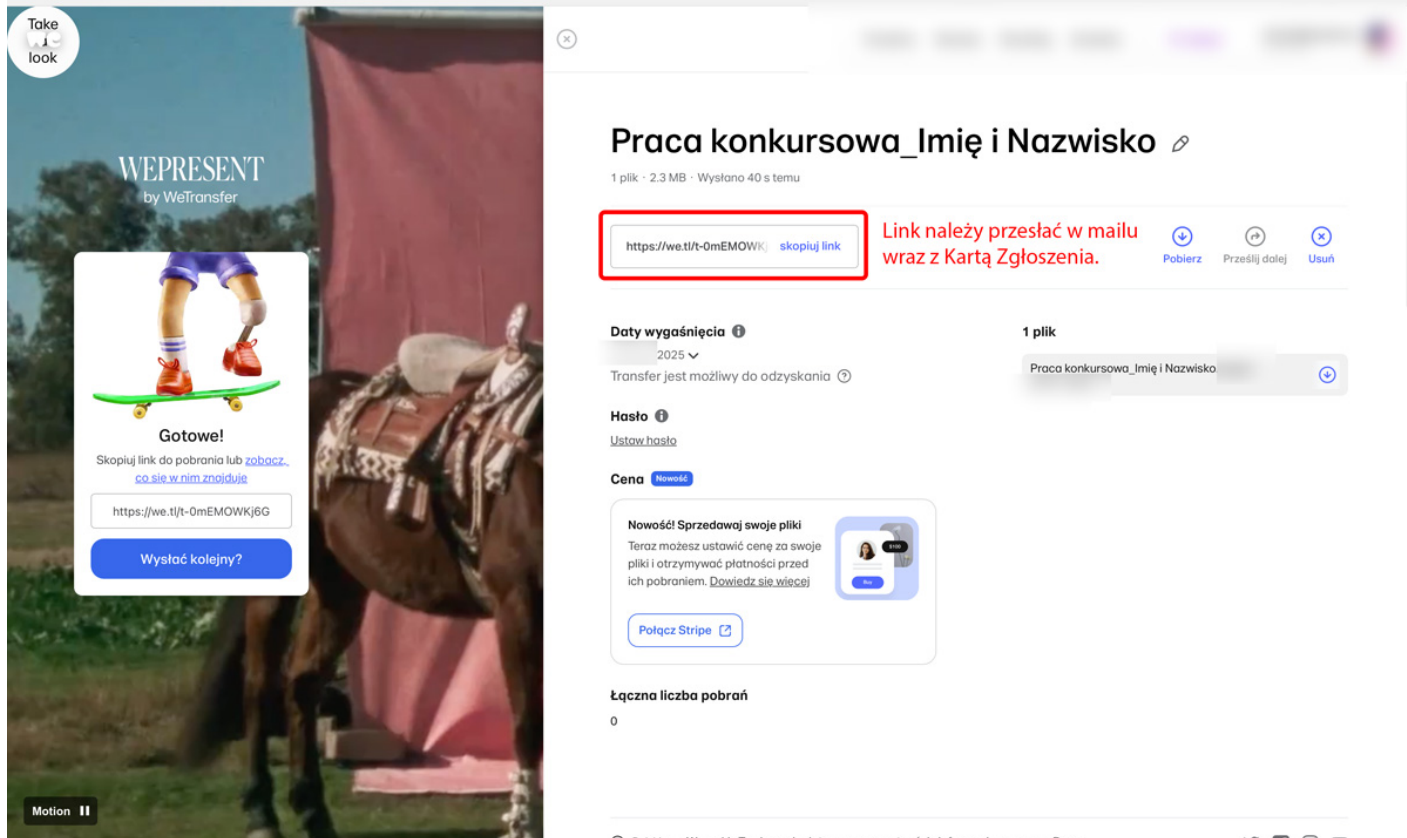 Take
we
look
WEPRESENT
by WeTransfer
Gotowe!
Skopiuj link do pobrania lub zobacz,
co się w nim znajduje
https://we.tl/t-0mEMOWKj6G
Wysłać kolejny?
Motion
Praca konkursowa_Imię i Nazwisko
1 plik · 2.3 MB · Wysłano 40 s temu
https://we.tl/t-0mEMOWKj skopiuj link
Link należy przesłać w mailu
wraz z Kartą Zgłoszenia.
Pobierz Prześlij dalej Usuń
Daty wygaśnięcia
2025
Transfer jest możliwy do odzyskania
Hasło
Ustaw hasło
Cena Nowość
Nowość! Sprzedawaj swoje pliki
Teraz możesz ustawić cenę za swoje
pliki i otrzymywać płatności przed
ich pobraniem. Dowiedz się więcej
$100
Buy
Połącz Stripe
Łączna liczba pobrań
0
1 plik
Praca konkursowa_Imię i Nazwisko